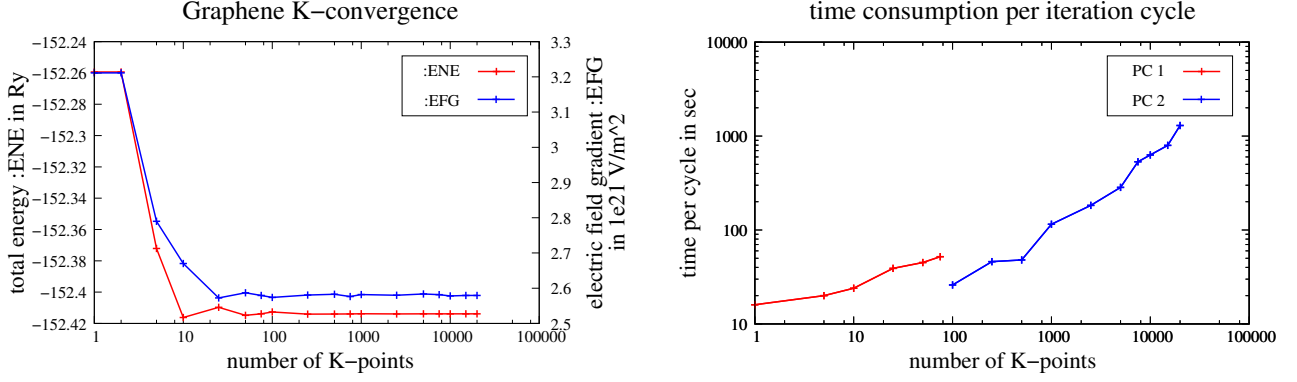 Graphene K−convergence
total energy :ENE in Ry
−152.24
−152.26
−152.28
−152.3
−152.32
−152.34
−152.36
−152.38
−152.4
−152.42
:ENE
:EFG
3.3
3.2
3.1
3
2.9
2.8
2.7
2.6
2.5
electric field gradient :EFG
in 1e21 V/m^2
1 10 100 1000 10000 100000
number of K−points
time consumption per iteration cycle
time per cycle in sec
10000
1000
100
10
PC 1
PC 2
1 10 100 1000 10000 100000
number of K−points